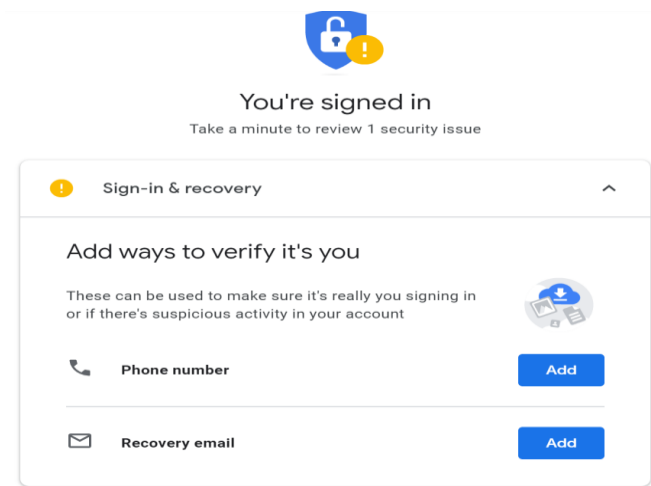 You're signed in
Take a minute to review 1 security issue
Sign-in & recovery
Add ways to verify it's you
These can be used to make sure it's really you signing in
or if there's suspicious activity in your account
Phone number
Add
Recovery email
Add